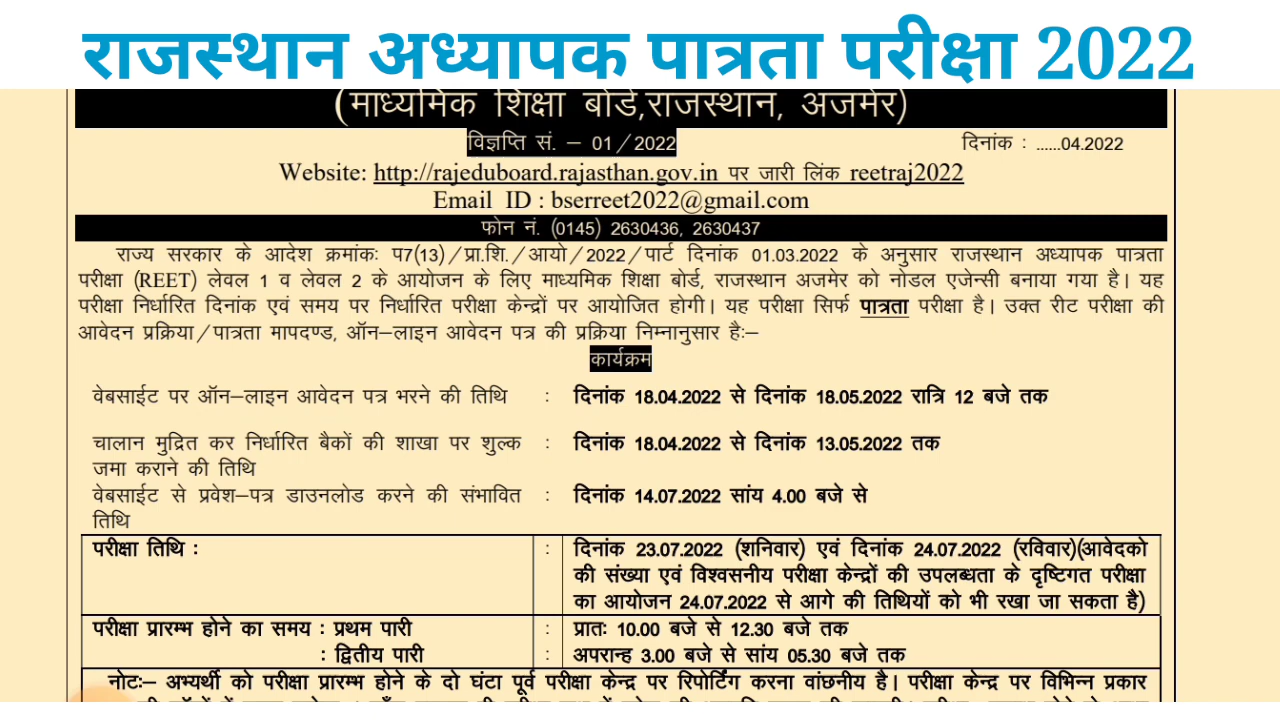 राजस्थान अध्यापक पात्रता परीक्षा 2022
(माध्यमिक शिक्षा बोर्ड,राजस्थान, अजमेर)
विज्ञप्ति सं. – 01/2022 दिनांक : ......04.2022
Website: http://rajeduboard.rajasthan.gov.in पर जारी लिंक reetraj2022
Email ID : bserreet2022@gmail.com
फोन नं. (0145) 2630436, 2630437
राज्य सरकार के आदेश क्रमांकः प7(13)/प्रा.शि./आयो/2022/पार्ट दिनांक 01.03.2022 के अनुसार राजस्थान अध्यापक पात्रता
परीक्षा (REET) लेवल 1 व लेवल 2 के आयोजन के लिए माध्यमिक शिक्षा बोर्ड, राजस्थान अजमेर को नोडल एजेन्सी बनाया गया है। यह
परीक्षा निर्धारित दिनांक एवं समय पर निर्धारित परीक्षा केन्द्रों पर आयोजित होगी। यह परीक्षा सिर्फ पात्रता परीक्षा है। उक्त रीट परीक्षा की
आवेदन प्रक्रिया/पात्रता मापदण्ड, ऑन–लाइन आवेदन पत्र की प्रक्रिया निम्नानुसार है:–
कार्यक्रम
वेबसाईट पर ऑन–लाइन आवेदन पत्र भरने की तिथि : दिनांक 18.04.2022 से दिनांक 18.05.2022 रात्रि 12 बजे तक
चालान मुद्रित कर निर्धारित बैकों की शाखा पर शुल्क : दिनांक 18.04.2022 से दिनांक 13.05.2022 तक
जमा कराने की तिथि
वेबसाईट से प्रवेश–पत्र डाउनलोड करने की संभावित : दिनांक 14.07.2022 सांय 4.00 बजे से
तिथि
परीक्षा तिथि : : दिनांक 23.07.2022 (शनिवार) एवं दिनांक 24.07.2022 (रविवार)(आवेदको
की संख्या एवं विश्वसनीय परीक्षा केन्द्रों की उपलब्धता के दृष्टिगत परीक्षा
का आयोजन 24.07.2022 से आगे की तिथियों को भी रखा जा सकता है)
परीक्षा प्रारम्भ होने का समय : प्रथम पारी : प्रातः 10.00 बजे से 12.30 बजे तक
: द्वितीय पारी : अपरान्ह 3.00 बजे से सांय 05.30 बजे तक
नोटः– अभ्यर्थी को परीक्षा प्रारम्भ होने के दो घंटा पूर्व परीक्षा केन्द्र पर रिपोर्टिंग करना वांछनीय है। परीक्षा केन्द्र पर विभिन्न प्रकार